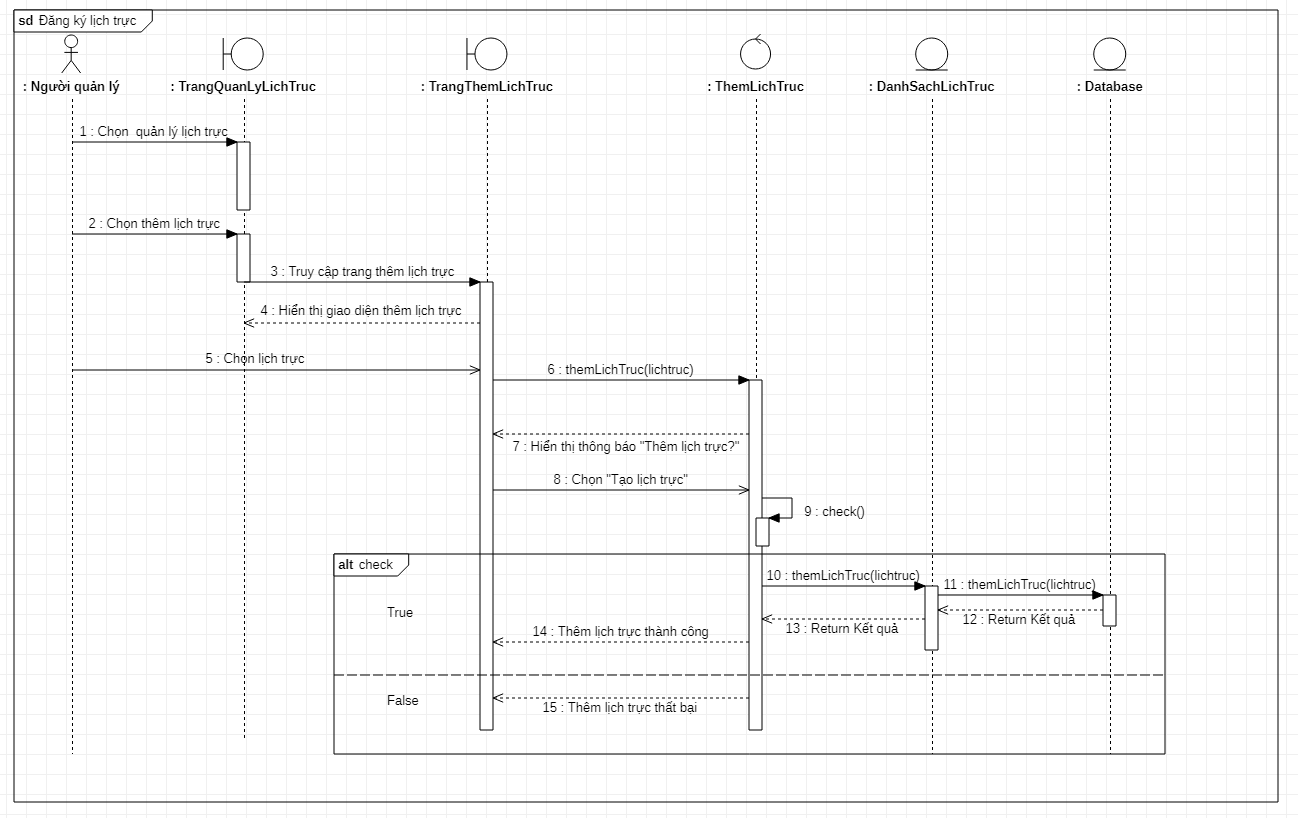 sd Đăng ký lịch trực
: Người quản lý
: TrangQuanLyLichTruc
: TrangThemLichTruc
: ThemLichTruc
: DanhSachLichTruc
: Database
1 : Chọn quản lý lịch trực
2 : Chọn thêm lịch trực
3 : Truy cập trang thêm lịch trực
4 : Hiển thị giao diện thêm lịch trực
5 : Chọn lịch trực
6 : themLichTruc(lichtruc)
7 : Hiển thị thông báo "Thêm lịch trực?"
8 : Chọn "Tạo lịch trực"
9 : check()
alt check
10 : themLichTruc(lichtruc)
11 : themLichTruc(lichtruc)
True
12 : Return Kết quả
13 : Return Kết quả
14 : Thêm lịch trực thành công
False
15 : Thêm lịch trực thất bại